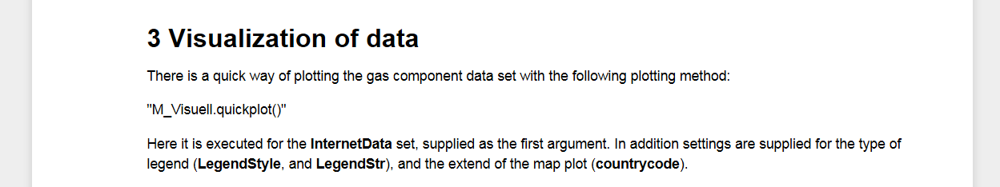 3 Visualization of data
There is a quick way of plotting the gas component data set with the following plotting method:
"M_Visuell.quickplot()"
Here it is executed for the InternetData set, supplied as the first argument. In addition settings are supplied for the type of
legend (LegendStyle, and LegendStr), and the extend of the map plot (countrycode).